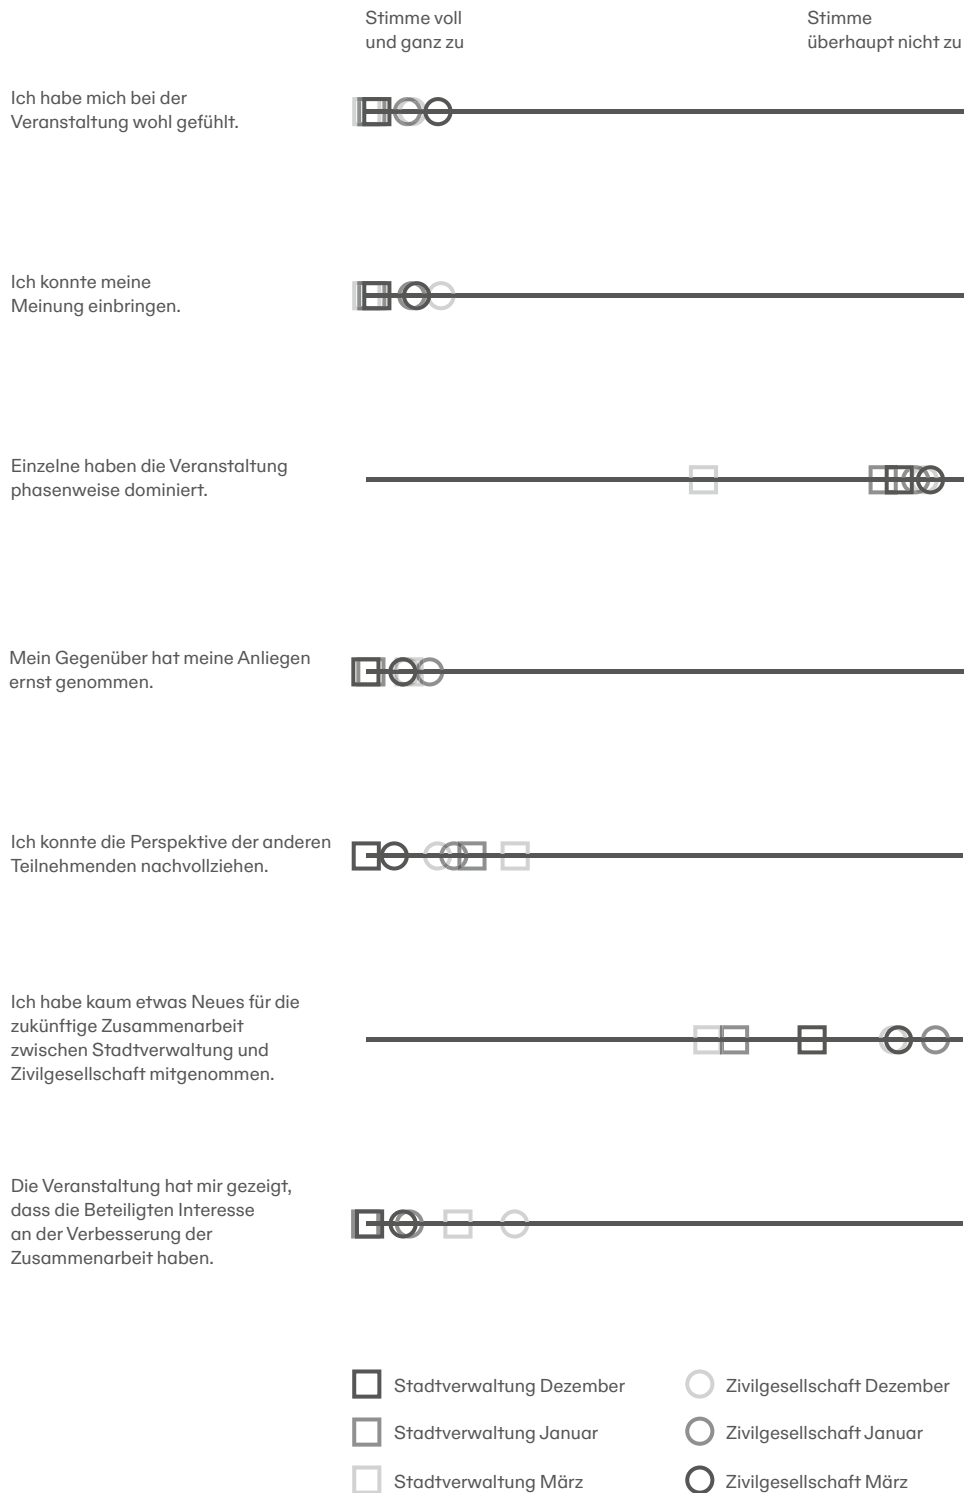 Stimme voll
und ganz zu
Stimme
überhaupt nicht zu
Ich habe mich bei der
Veranstaltung wohl gefühlt.
Ich konnte meine
Meinung einbringen.
Einzelne haben die Veranstaltung
phasenweise dominiert.
Mein Gegenüber hat meine Anliegen
ernst genommen.
Ich konnte die Perspektive der anderen
Teilnehmenden nachvollziehen.
Ich habe kaum etwas Neues für die
zukünftige Zusammenarbeit
zwischen Stadtverwaltung und
Zivilgesellschaft mitgenommen.
Die Veranstaltung hat mir gezeigt,
dass die Beteiligten Interesse
an der Verbesserung der
Zusammenarbeit haben.
Stadtverwaltung Dezember
Stadtverwaltung Januar
Stadtverwaltung März
Zivilgesellschaft Dezember
Zivilgesellschaft Januar
Zivilgesellschaft März